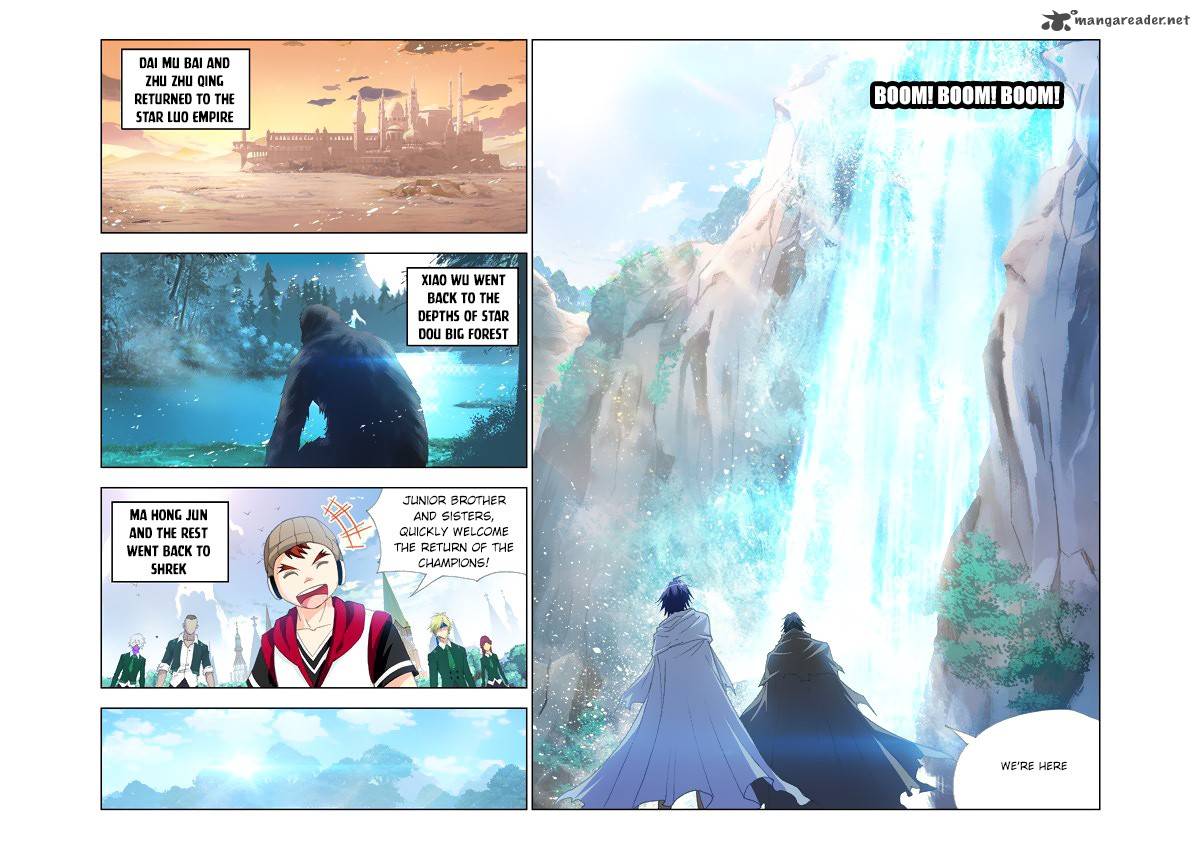 mangareader.net
DAI MU BAI AND
ZHU ZHU QING
RETURNED TO THE
STAR LUO EMPIRE
XIAO WU WENT
BACK TO THE
DEPTHS OF STAR
DOU BIG FOREST
MA HONG JUN
AND THE REST
WENT BACK TO
SHREK
JUNIOR BROTHER
AND SISTERS,
QUICKLY WELCOME
THE RETURN OF THE
CHAMPIONS!
BOOM! BOOM! BOOM!
WE'RE HERE